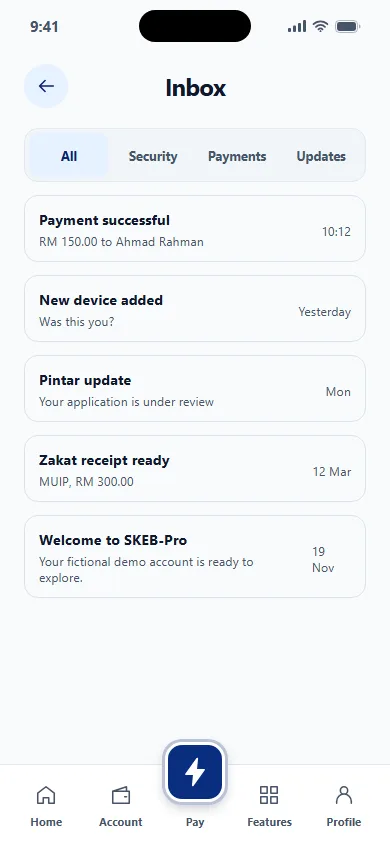 9:41
Inbox
All Security Payments Updates
Payment successful
RM 150.00 to Ahmad Rahman
10:12
New device added
Was this you?
Yesterday
Pintar update
Your application is under review
Mon
Zakat receipt ready
MUIP, RM 300.00
12 Mar
Welcome to SKEB-Pro
Your fictional demo account is ready to
explore.
19
Nov
Home Account Pay Features Profile